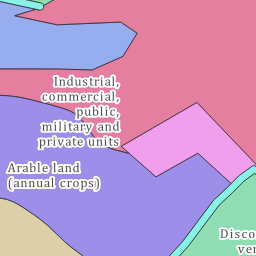 Industrial,
commercial,
public,
military and
private units
Arable land
(annual crops)